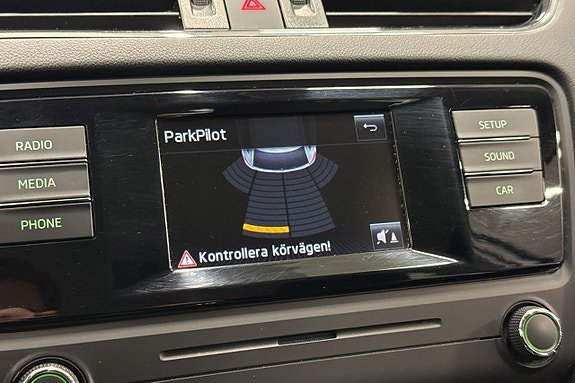 ParkPilot
RADIO
MEDIA
PHONE
SETUP
SOUND
CAR
Kontrollera körvägen!